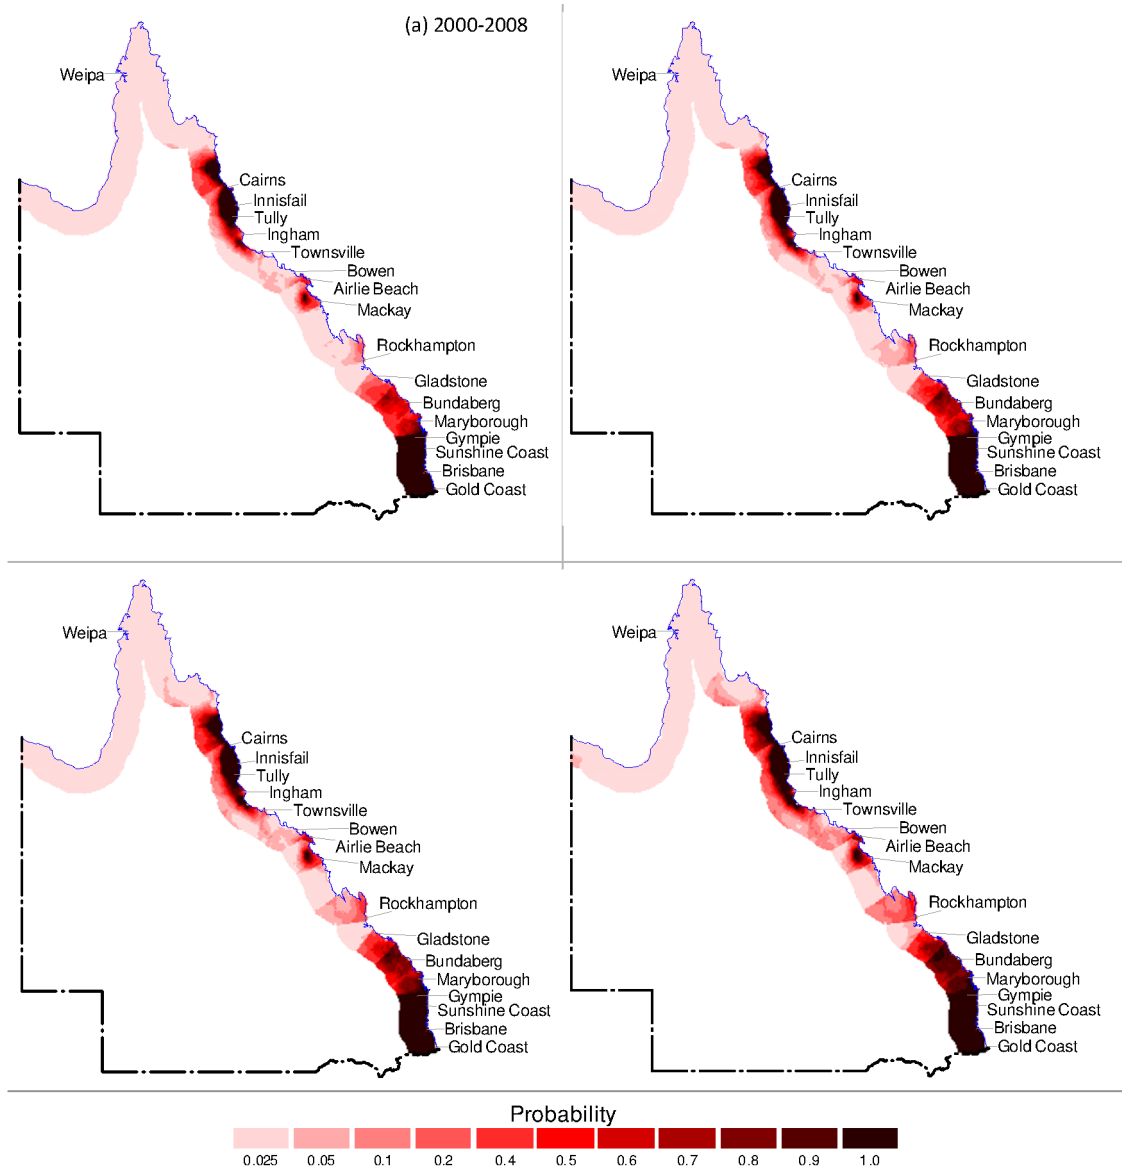 (a) 2000-2008
Weipa
Cairns
Innisfail
Tully
Ingham
Townsville
Bowen
Airlie Beach
Mackay
Rockhampton
Gladstone
Bundaberg
Maryborough
Gympie
Sunshine Coast
Brisbane
Gold Coast
Weipa
Cairns
Innisfail
Tully
Ingham
Townsville
Bowen
Airlie Beach
Mackay
Rockhampton
Gladstone
Bundaberg
Maryborough
Gympie
Sunshine Coast
Brisbane
Gold Coast
Weipa
Cairns
Innisfail
Tully
Ingham
Townsville
Bowen
Airlie Beach
Mackay
Rockhampton
Gladstone
Bundaberg
Maryborough
Gympie
Sunshine Coast
Brisbane
Gold Coast
Weipa
Cairns
Innisfail
Tully
Ingham
Townsville
Bowen
Airlie Beach
Mackay
Rockhampton
Gladstone
Bundaberg
Maryborough
Gympie
Sunshine Coast
Brisbane
Gold Coast
Probability
0.025 0.05 0.1 0.2 0.4 0.5 0.6 0.7 0.8 0.9 1.0